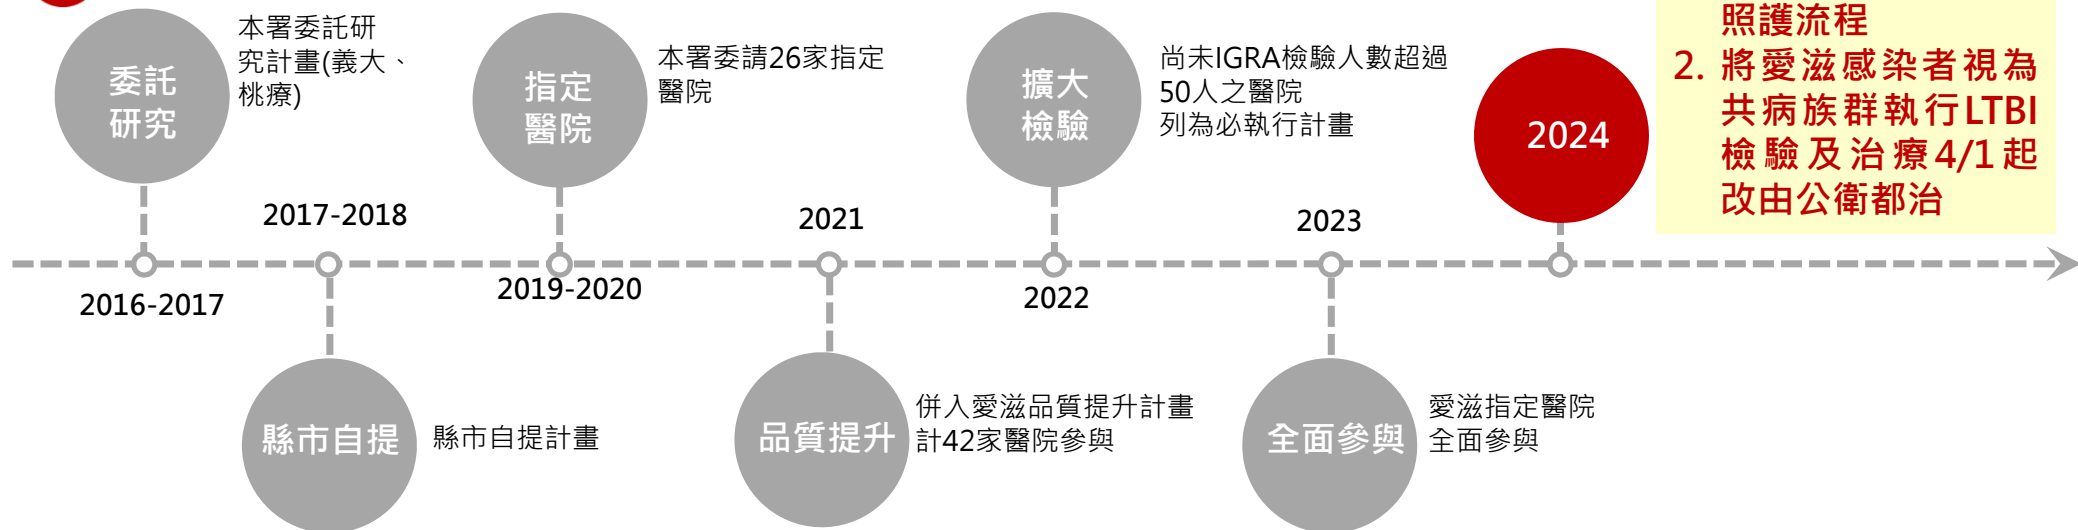 委託
研究
本署委託研
究計畫(義大、
桃療)
2016-2017
2017-2018
縣市自提
縣市自提計畫
指定
醫院
本署委請26家指定
醫院
2019-2020
2021
品質提升
併入愛滋品質提升計畫
計42家醫院參與
擴大
檢驗
尚未IGRA檢驗人數超過
50人之醫院
列為必執行計畫
2022
2023
全面參與
愛滋指定醫院
全面參與
2024
照護流程
2. 將愛滋感染者視為
共病族群執行LTBI
檢驗及治療4/1起
改由公衛都治